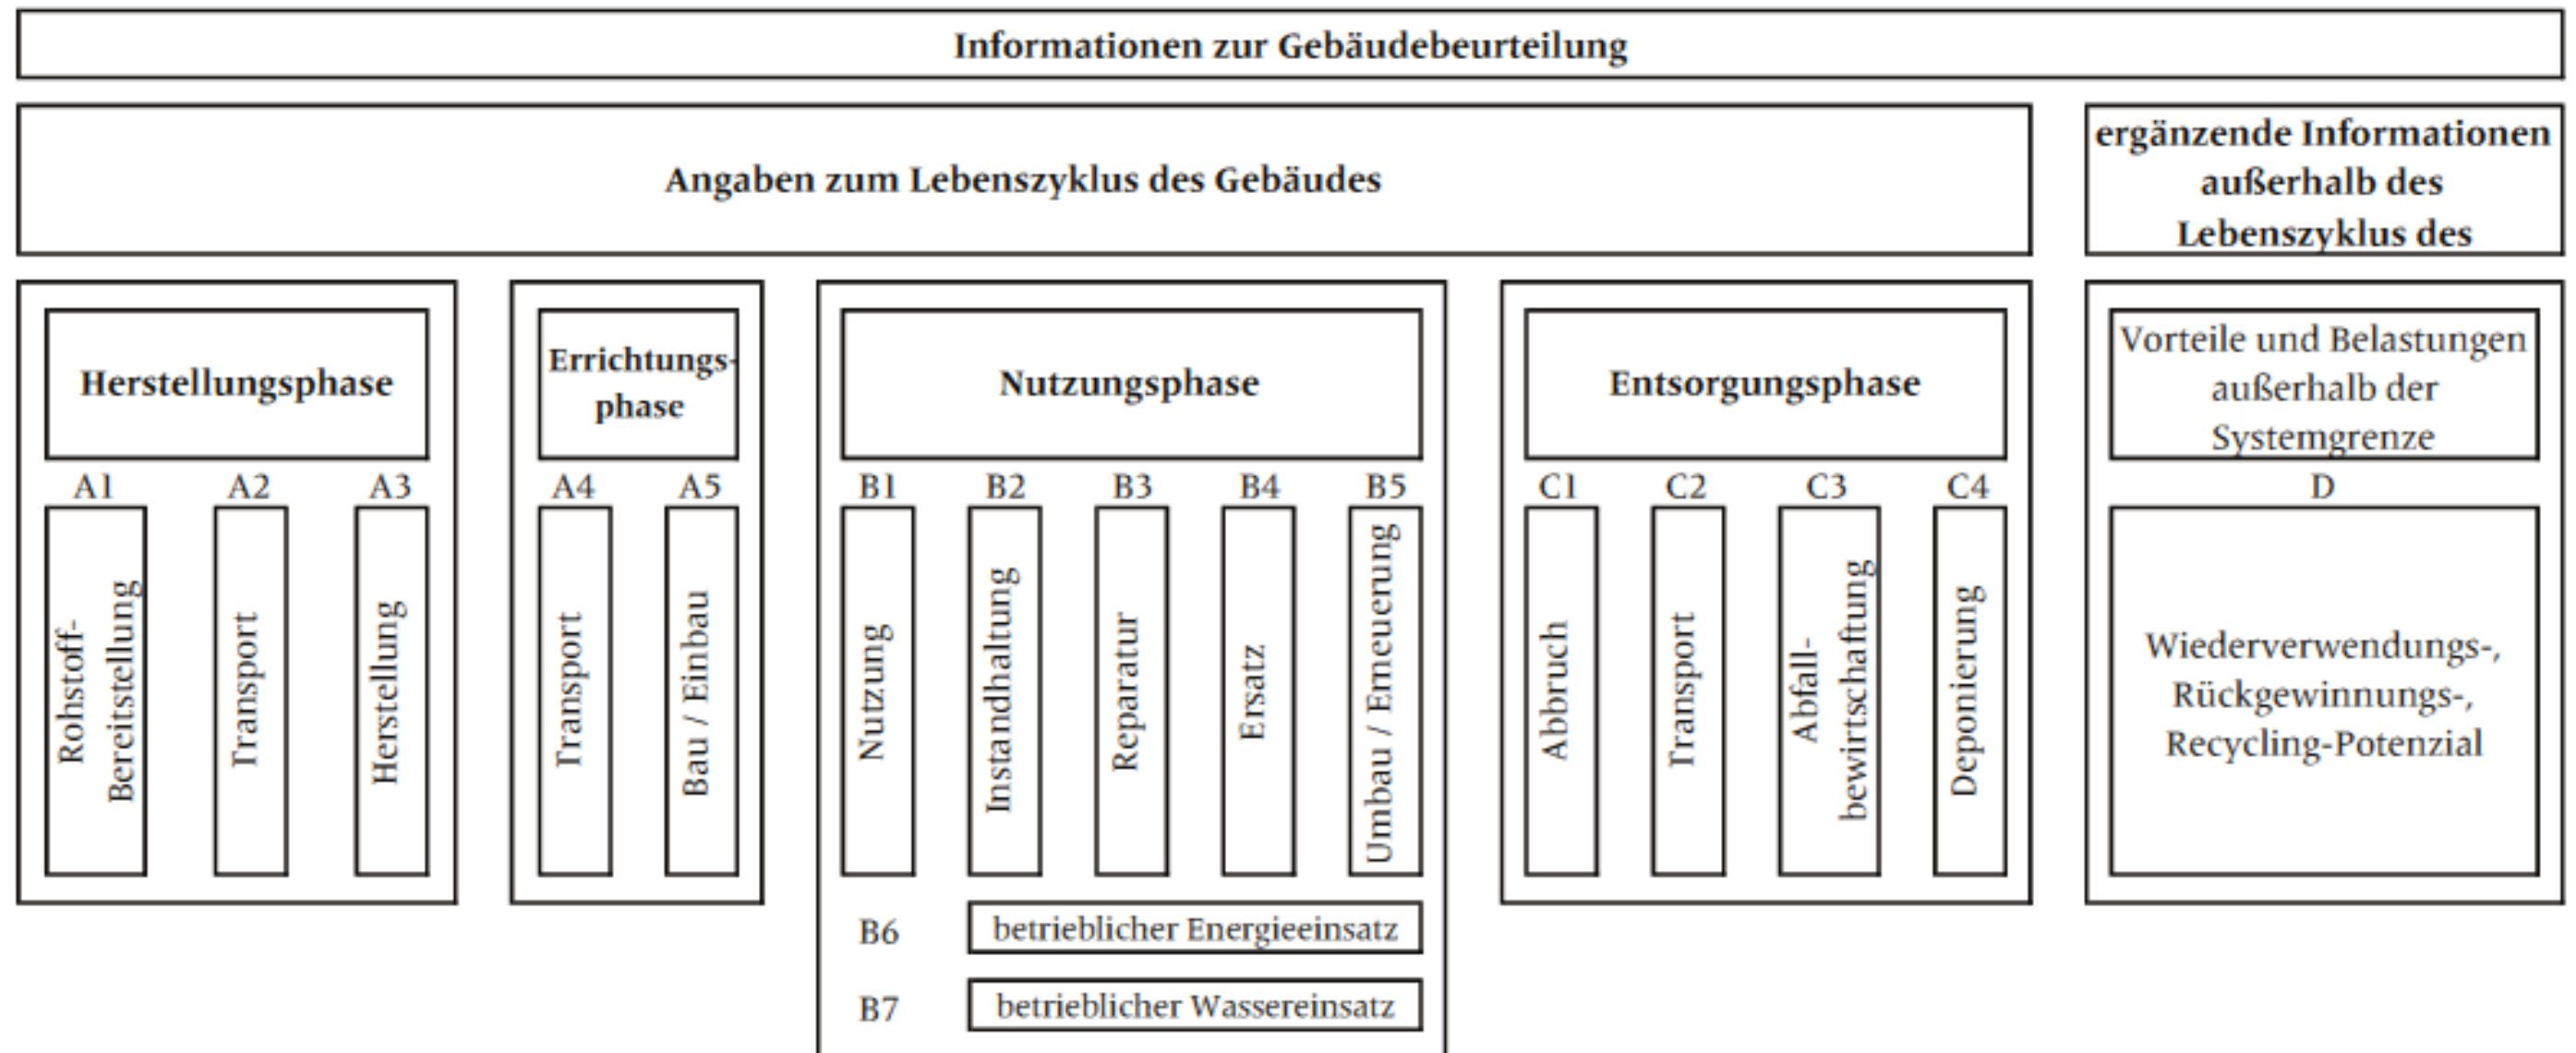 Informationen zur Gebäudebeurteilung
Angaben zum Lebenszyklus des Gebäudes
ergänzende Informationen
außerhalb des
Lebenszyklus des
Herstellungsphase
Errichtungs-
phase
Nutzungsphase
Entsorgungsphase
Vorteile und Belastungen
außerhalb der
Systemgrenze
A1
A2
A3
A4
A5
B1
B2
B3
B4
B5
C1
C2
C3
C4
D
Rohstoff-
Bereitstellung
Transport
Herstellung
Transport
Bau / Einbau
Nutzung
Instandhaltung
Reparatur
Ersatz
Umbau / Erneuerung
Abbruch
Transport
Abfall-
bewirtschaftung
Deponierung
Wiederverwendungs-,
Rückgewinnungs-,
Recycling-Potenzial
B6
betrieblicher Energieeinsatz
B7
betrieblicher Wassereinsatz